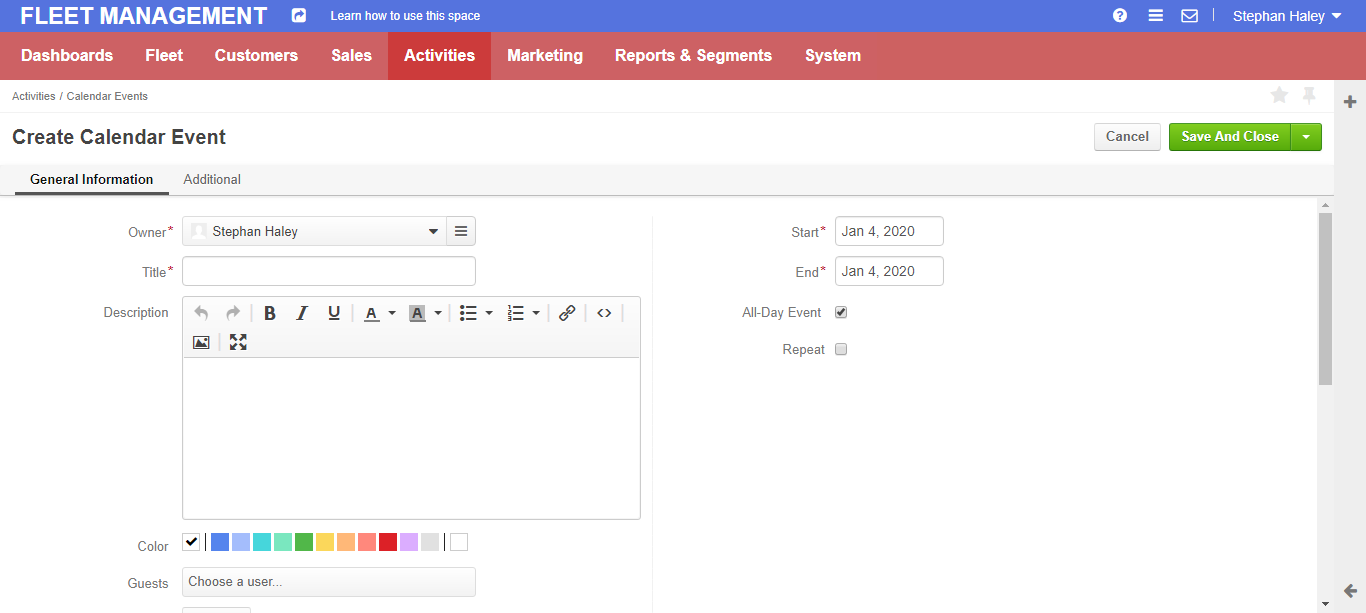 FLEET MANAGEMENT Learn how to use this space Stephan Haley
Dashboards Fleet Customers Sales Activities Marketing Reports & Segments System
Activities / Calendar Events
Create Calendar Event Cancel Save And Close
General Information Additional
Owner* Stephan Haley Start* Jan 4, 2020
Title* End* Jan 4, 2020
Description B I U A A <> All-Day Event
Repeat
Color
Guests Choose a user...